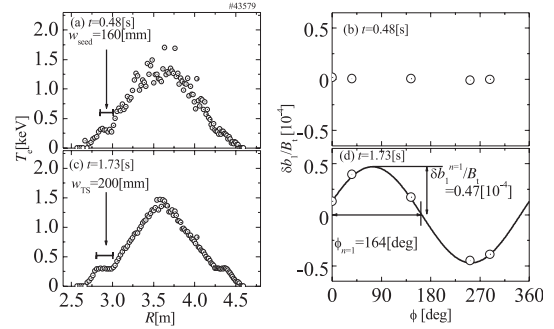 #43579
(a) t=0.48[s]
w_seed=160[mm]
2.0
1.5
1.0
0.5
0
T_e[keV]
(b) t=0.48[s]
0.5
0
-0.5
δb_1/B_t [10^-4]
(c) t=1.73[s]
w_TS=200[mm]
2.0
1.5
1.0
0.5
0
2.5 3.0 3.5 4.0 4.5
R[m]
(d) t=1.73[s]
δb_1^{n=1}/B_t
=0.47[10^-4]
ϕ_{n=1}=164[deg]
0.5
0
-0.5
0 90 180 270 360
ϕ [deg]